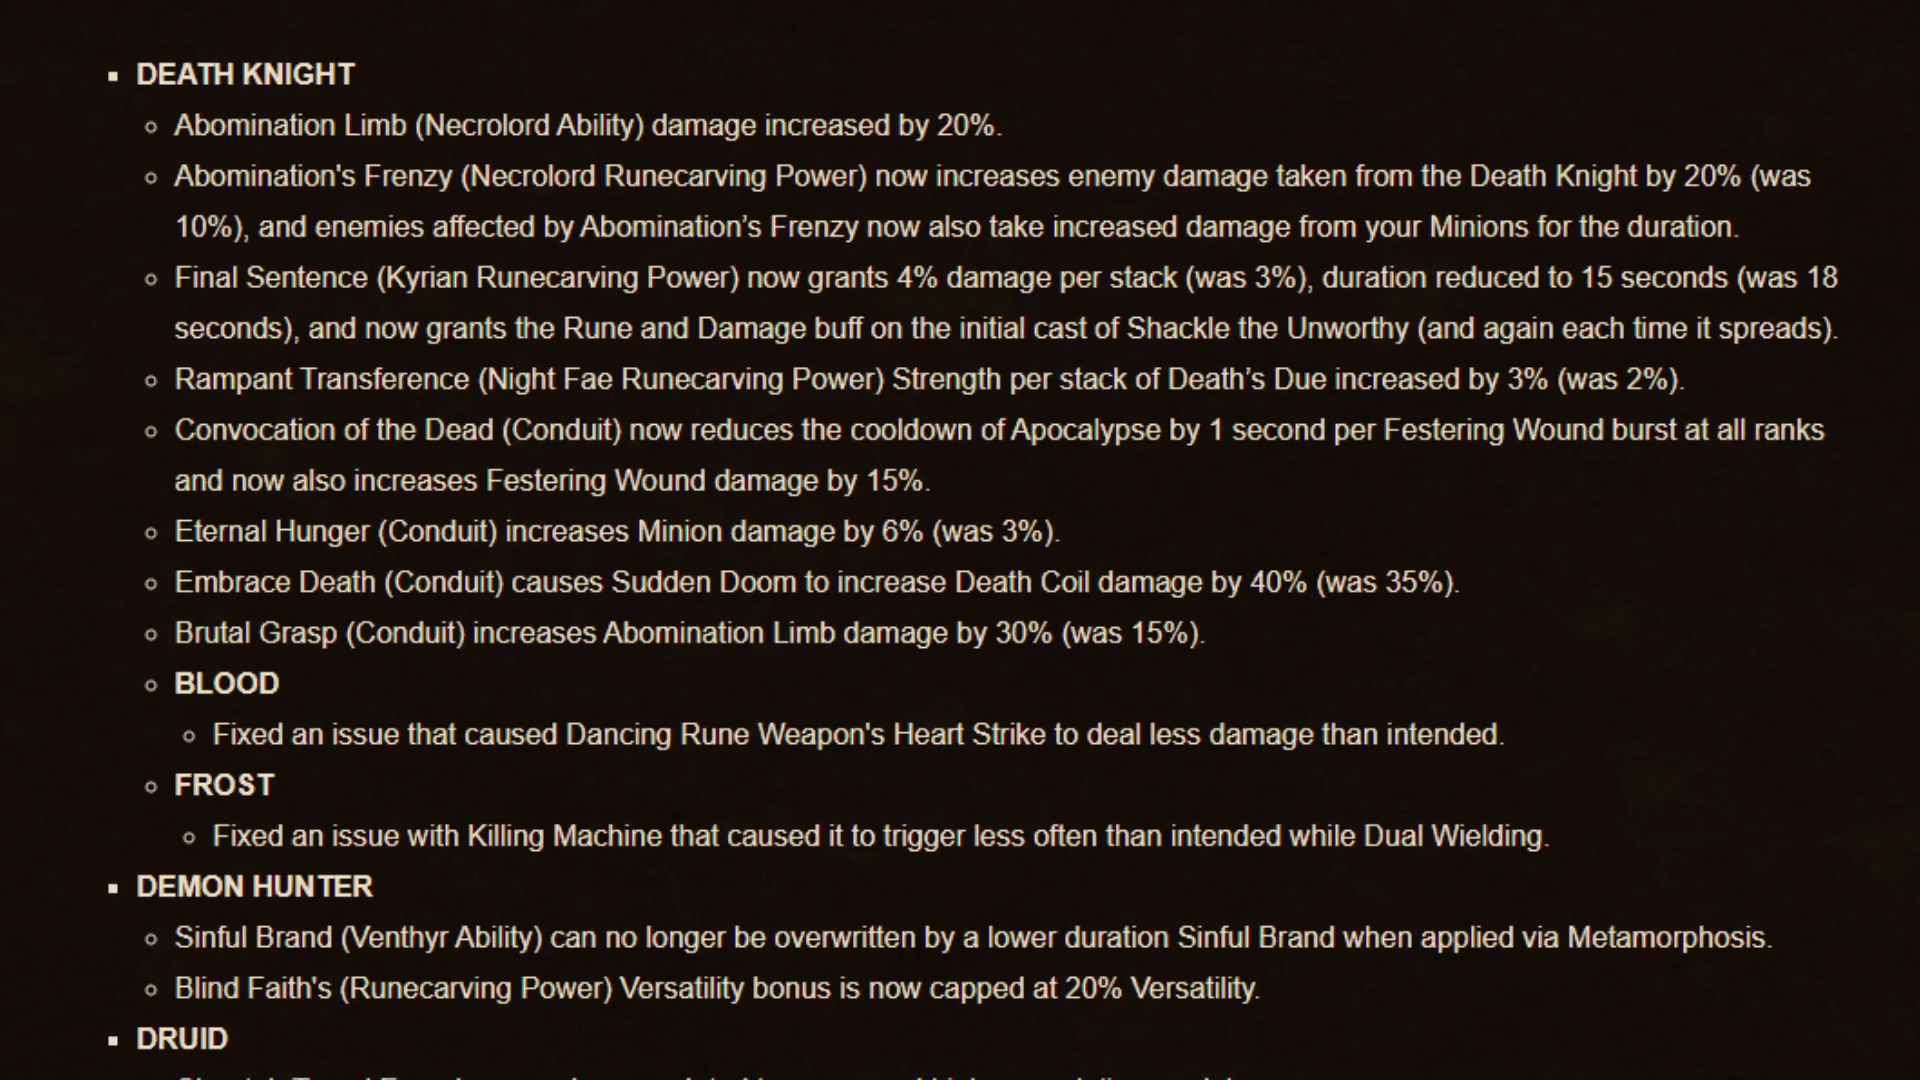 DEATH KNIGHT
Abomination Limb (Necrolord Ability) damage increased by 20%.
Abomination's Frenzy (Necrolord Runecarving Power) now increases enemy damage taken from the Death Knight by 20% (was
10%), and enemies affected by Abomination’s Frenzy now also take increased damage from your Minions for the duration.
Final Sentence (Kyrian Runecarving Power) now grants 4% damage per stack (was 3%), duration reduced to 15 seconds (was 18
seconds), and now grants the Rune and Damage buff on the initial cast of Shackle the Unworthy (and again each time it spreads).
Rampant Transference (Night Fae Runecarving Power) Strength per stack of Death’s Due increased by 3% (was 2%).
Convocation of the Dead (Conduit) now reduces the cooldown of Apocalypse by 1 second per Festering Wound burst at all ranks
and now also increases Festering Wound damage by 15%.
Eternal Hunger (Conduit) increases Minion damage by 6% (was 3%).
Embrace Death (Conduit) causes Sudden Doom to increase Death Coil damage by 40% (was 35%).
Brutal Grasp (Conduit) increases Abomination Limb damage by 30% (was 15%).
BLOOD
Fixed an issue that caused Dancing Rune Weapon's Heart Strike to deal less damage than intended.
FROST
Fixed an issue with Killing Machine that caused it to trigger less often than intended while Dual Wielding.
DEMON HUNTER
Sinful Brand (Venthyr Ability) can no longer be overwritten by a lower duration Sinful Brand when applied via Metamorphosis.
Blind Faith's (Runecarving Power) Versatility bonus is now capped at 20% Versatility.
DRUID